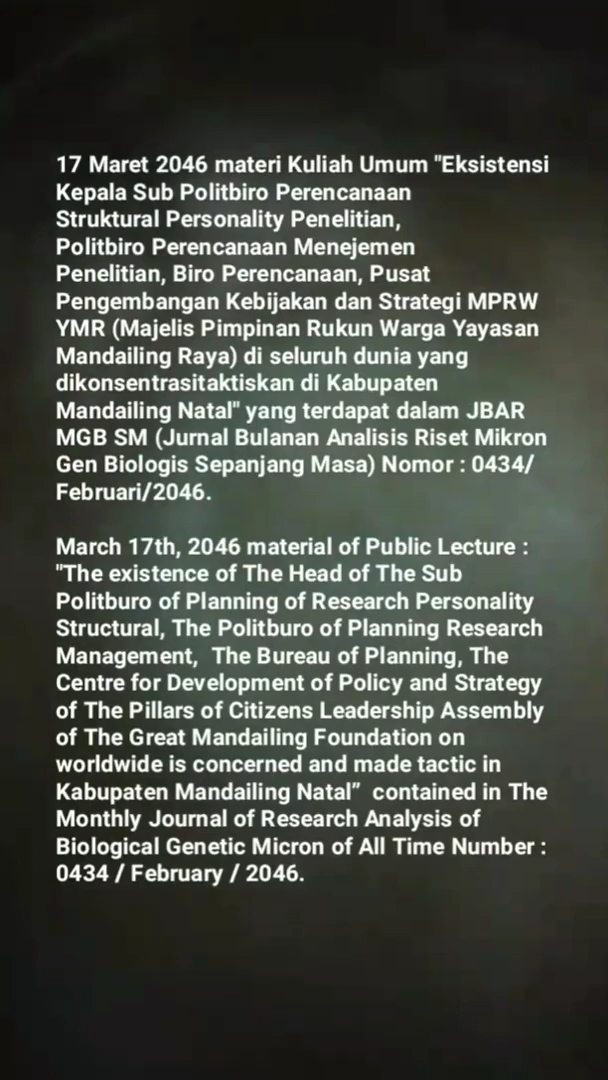 17 Maret 2046 materi Kuliah Umum "Eksistensi
Kepala Sub Politbiro Perencanaan
Struktural Personality Penelitian,
Politbiro Perencanaan Menejemen
Penelitian, Biro Perencanaan, Pusat
Pengembangan Kebijakan dan Strategi MPRW
YMR (Majelis Pimpinan Rukun Warga Yayasan
Mandailing Raya) di seluruh dunia yang
dikonsentrasitaktiskan di Kabupaten
Mandailing Natal" yang terdapat dalam JBAR
MGB SM (Jurnal Bulanan Analisis Riset Mikron
Gen Biologis Sepanjang Masa) Nomor : 0434/
Februari/2046.
March 17th, 2046 material of Public Lecture :
"The existence of The Head of The Sub
Politburo of Planning of Research Personality
Structural, The Politburo of Planning Research
Management,  The Bureau of Planning, The
Centre for Development of Policy and Strategy
of The Pillars of Citizens Leadership Assembly
of The Great Mandailing Foundation on
worldwide is concerned and made tactic in
Kabupaten Mandailing Natal”  contained in The
Monthly Journal of Research Analysis of
Biological Genetic Micron of All Time Number :
0434 / February / 2046.